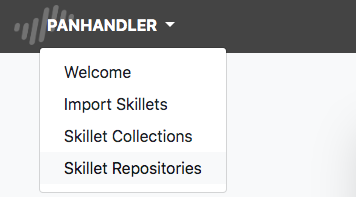 PANHANDLER
Welcome
Import Skillets
Skillet Collections
Skillet Repositories